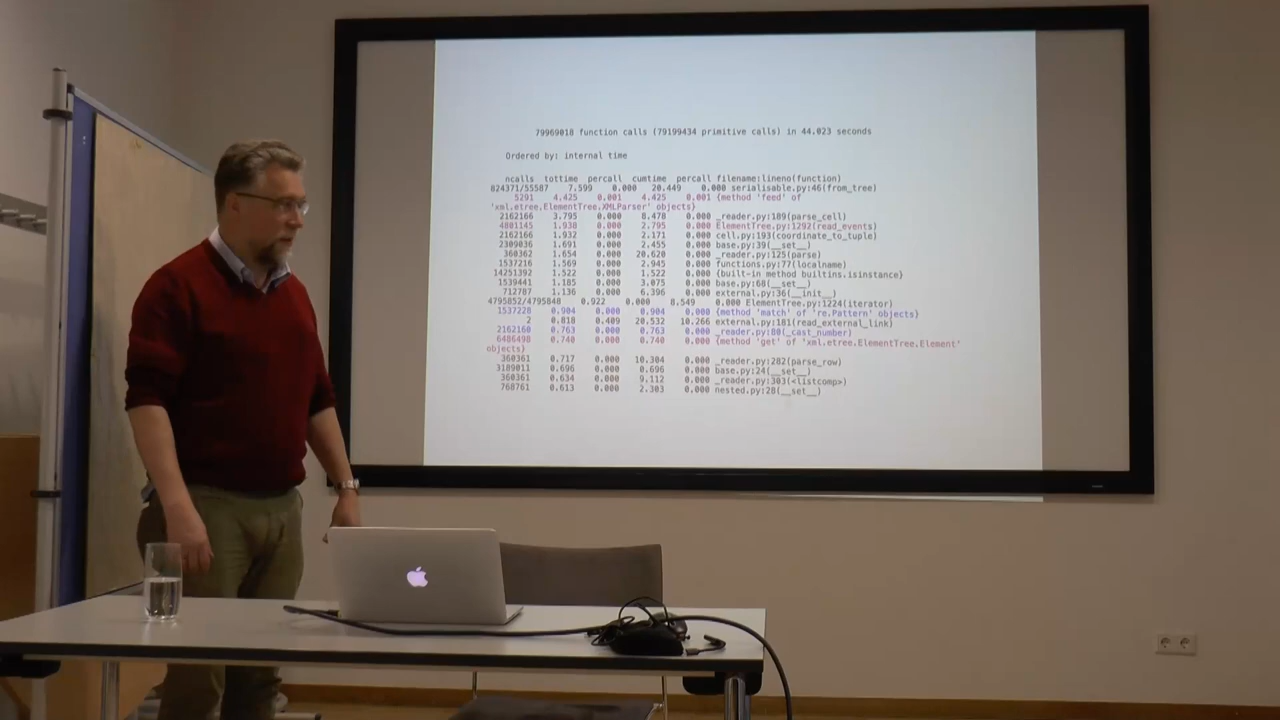 79969018 function calls (79199434 primitive calls) in 44.023 seconds
Ordered by: internal time
ncalls tottime percall cumtime percall filename:lineno(function)
824371/55587 7.599 0.000 20.449 0.000 serialisable.py:46(from_tree)
5291 4.425 0.001 4.425 0.001 {method 'feed' of
'xml.etree.ElementTree.XMLParser' objects}
2162166 3.795 0.000 8.478 0.000 _reader.py:189(parse_cell)
4801145 1.938 0.000 2.795 0.000 ElementTree.py:1292(read_events)
2162166 1.932 0.000 2.171 0.000 cell.py:193(coordinate_to_tuple)
2309036 1.691 0.000 2.455 0.000 base.py:39(__set__)
360362 1.654 0.000 20.620 0.000 _reader.py:125(parse)
1537216 1.569 0.000 2.945 0.000 functions.py:77(localname)
14251392 1.522 0.000 1.522 0.000 {built-in method builtins.isinstance}
1539441 1.185 0.000 3.075 0.000 base.py:68(__set__)
712787 1.136 0.000 6.396 0.000 external.py:36(__init__)
4795852/4795848 0.922 0.000 8.549 0.000 ElementTree.py:1224(iterator)
1537228 0.904 0.000 0.904 0.000 {method 'match' of 're.Pattern' objects}
2 0.818 0.409 20.532 10.266 external.py:181(read_external_link)
2162160 0.763 0.000 0.763 0.000 _reader.py:80(_cast_number)
6486498 0.740 0.000 0.740 0.000 {method 'get' of 'xml.etree.ElementTree.Element'
objects}
360361 0.717 0.000 10.304 0.000 _reader.py:282(parse_row)
3189011 0.696 0.000 0.696 0.000 base.py:24(__set__)
360361 0.634 0.000 9.112 0.000 _reader.py:303(<listcomp>)
768761 0.613 0.000 2.303 0.000 nested.py:28(__set__)